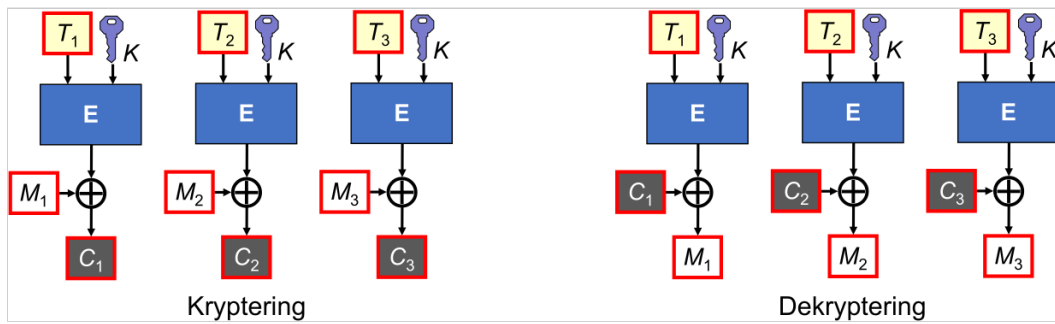 T₁ K T₂ K T₃ K T₁ K T₂ K T₃ K
E E E E E E
M₁ M₂ M₃ C₁ C₂ C₃
C₁ C₂ C₃ M₁ M₂ M₃
Kryptering Dekryptering